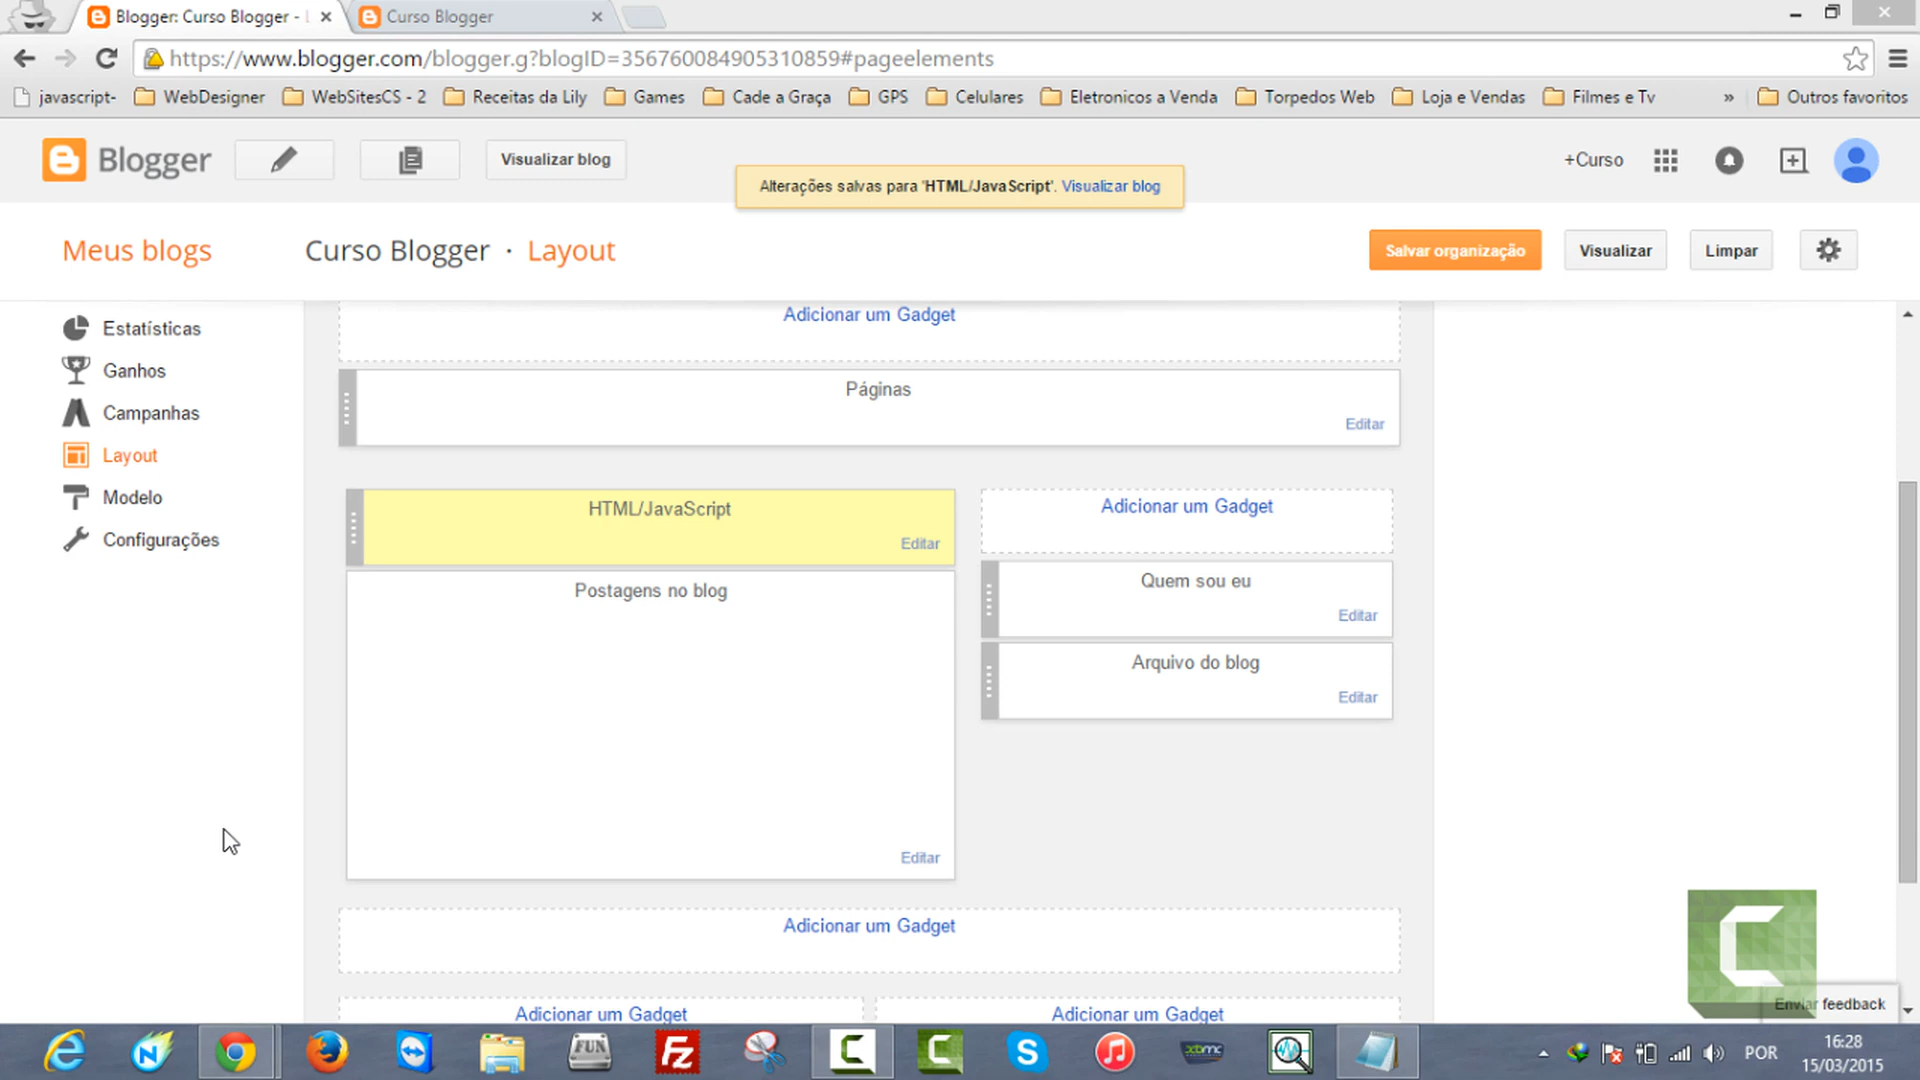 Blogger: Curso Blogger - L
Curso Blogger
https://www.blogger.com/blogger.g?blogID=356760084905310859#pageelements
javascript-
WebDesigner
WebSitesCS - 2
Receitas da Lily
Games
Cade a Graça
GPS
Celulares
Eletronicos a Venda
Torpedos Web
Loja e Vendas
Filmes e Tv
»
Outros favoritos
Blogger
Visualizar blog
Alterações salvas para 'HTML/JavaScript'. Visualizar blog
+Curso
Meus blogs
Curso Blogger · Layout
Salvar organização
Visualizar
Limpar
Estatísticas
Ganhos
Campanhas
Layout
Modelo
Configurações
Adicionar um Gadget
Páginas
Editar
HTML/JavaScript
Editar
Postagens no blog
Editar
Adicionar um Gadget
Quem sou eu
Editar
Arquivo do blog
Editar
Adicionar um Gadget
Adicionar um Gadget
Adicionar um Gadget
Enviar feedback
FUN
Fz
xbmc
POR
16:28
15/03/2015